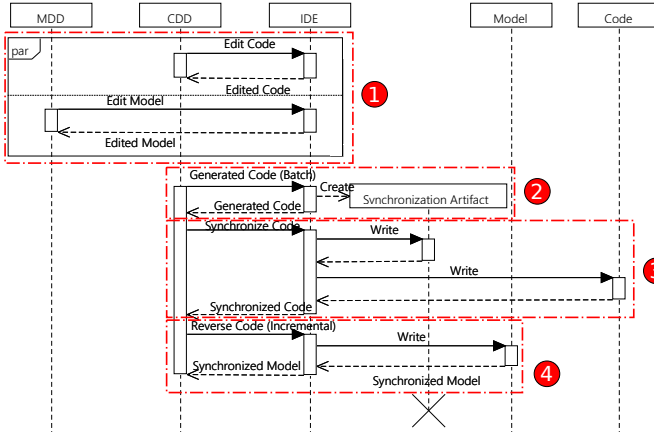 MDD
CDD
IDE
Model
Code
par
Edit Code
Edited Code
Edit Model
Edited Model
1
Generated Code (Batch)
Create
Synchronization Artifact
2
Generated Code
Synchronize Code
Write
Write
3
Synchronized Code
Reverse Code (Incremental)
Write
Synchronized Model
4
Synchronized Model